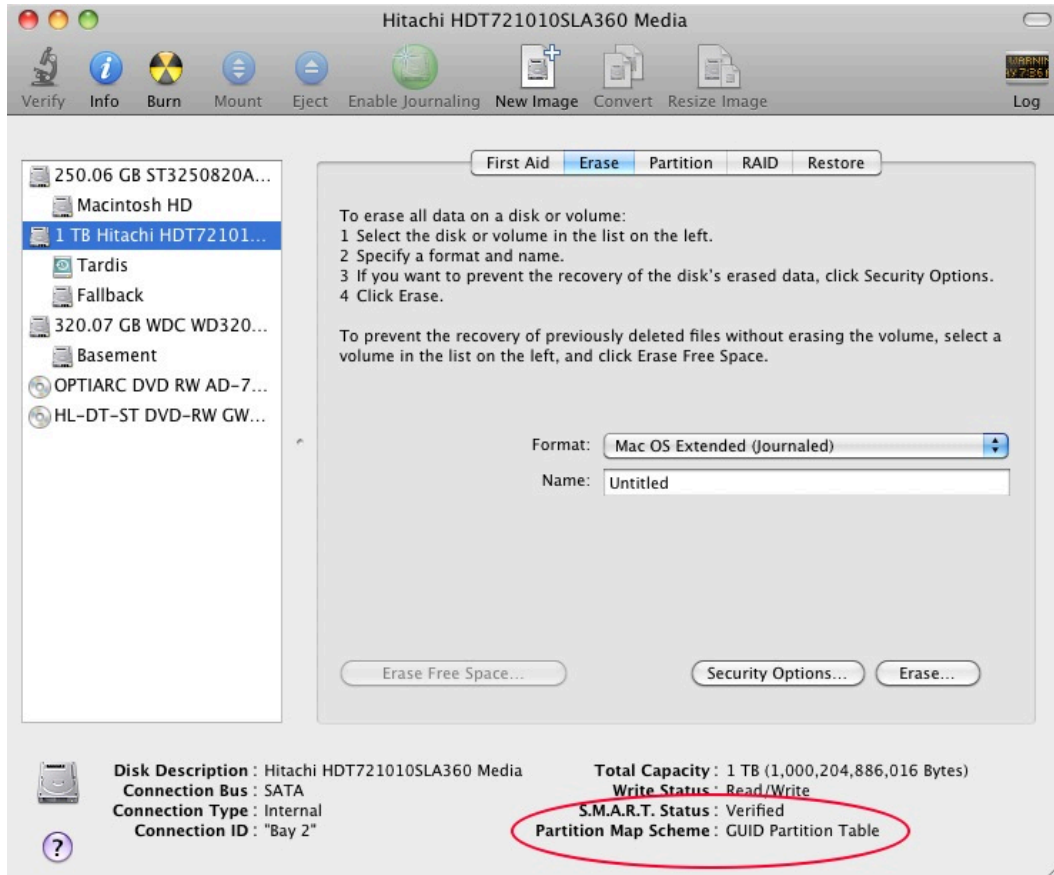 Hitachi HDT721010SLA360 Media
Verify Info Burn Mount Eject Enable Journaling New Image Convert Resize Image Log
First Aid Erase Partition RAID Restore
250.06 GB ST3250820A...
Macintosh HD
1 TB Hitachi HDT72101...
Tardis
Fallback
320.07 GB WDC WD320...
Basement
OPTIARC DVD RW AD-7...
HL-DT-ST DVD-RW GW...
To erase all data on a disk or volume:
1 Select the disk or volume in the list on the left.
2 Specify a format and name.
3 If you want to prevent the recovery of the disk's erased data, click Security Options.
4 Click Erase.
To prevent the recovery of previously deleted files without erasing the volume, select a
volume in the list on the left, and click Erase Free Space.
Format: Mac OS Extended (Journaled)
Name: Untitled
Erase Free Space... Security Options... Erase...
Disk Description : Hitachi HDT721010SLA360 Media
Connection Bus : SATA
Connection Type : Internal
Connection ID : "Bay 2"
Total Capacity : 1 TB (1,000,204,886,016 Bytes)
Write Status : Read/Write
S.M.A.R.T. Status : Verified
Partition Map Scheme : GUID Partition Table
?